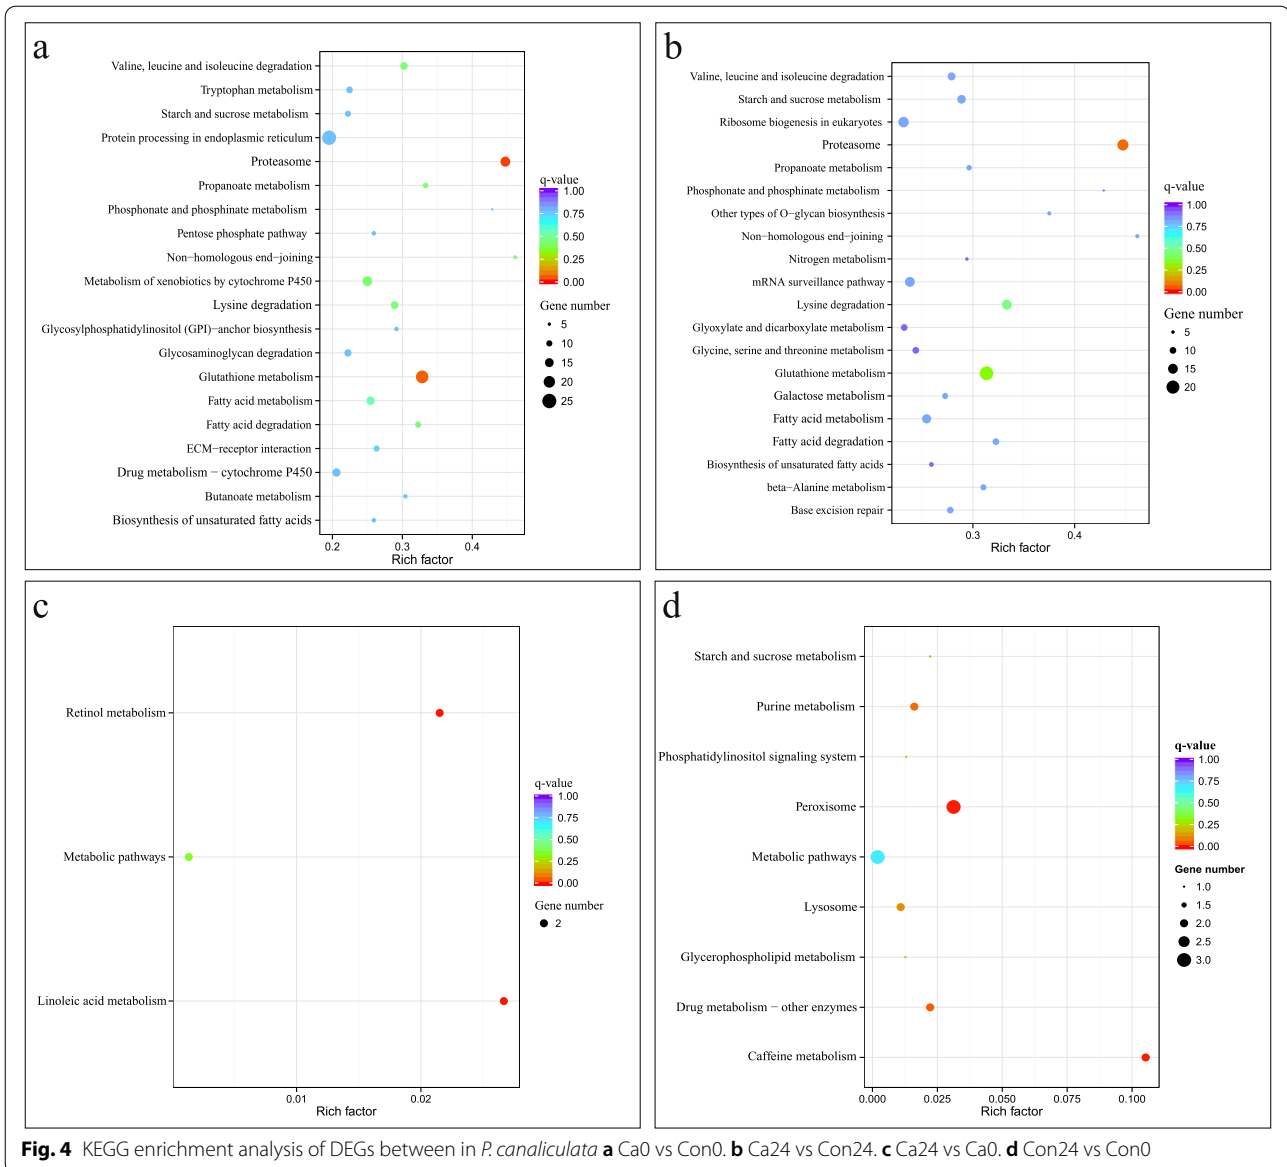 a
Valine, leucine and isoleucine degradation
Tryptophan metabolism
Starch and sucrose metabolism
Protein processing in endoplasmic reticulum
Proteasome
Propanoate metabolism
Phosphonate and phosphinate metabolism
Pentose phosphate pathway
Non−homologous end−joining
Metabolism of xenobiotics by cytochrome P450
Lysine degradation
Glycosylphosphatidylinositol (GPI)−anchor biosynthesis
Glycosaminoglycan degradation
Glutathione metabolism
Fatty acid metabolism
Fatty acid degradation
ECM−receptor interaction
Drug metabolism − cytochrome P450
Butanoate metabolism
Biosynthesis of unsaturated fatty acids
0.2 0.3 0.4
Rich factor
q-value
1.00
0.75
0.50
0.25
0.00
Gene number
5
10
15
20
25
b
Valine, leucine and isoleucine degradation
Starch and sucrose metabolism
Ribosome biogenesis in eukaryotes
Proteasome
Propanoate metabolism
Phosphonate and phosphinate metabolism
Other types of O−glycan biosynthesis
Non−homologous end−joining
Nitrogen metabolism
mRNA surveillance pathway
Lysine degradation
Glyoxylate and dicarboxylate metabolism
Glycine, serine and threonine metabolism
Glutathione metabolism
Galactose metabolism
Fatty acid metabolism
Fatty acid degradation
Biosynthesis of unsaturated fatty acids
beta−Alanine metabolism
Base excision repair
0.3 0.4
Rich factor
q-value
1.00
0.75
0.50
0.25
0.00
Gene number
5
10
15
20
c
Retinol metabolism
Metabolic pathways
Linoleic acid metabolism
0.01 0.02
Rich factor
q-value
1.00
0.75
0.50
0.25
0.00
Gene number
2
d
Starch and sucrose metabolism
Purine metabolism
Phosphatidylinositol signaling system
Peroxisome
Metabolic pathways
Lysosome
Glycerophospholipid metabolism
Drug metabolism − other enzymes
Caffeine metabolism
0.000 0.025 0.050 0.075 0.100
Rich factor
q-value
1.00
0.75
0.50
0.25
0.00
Gene number
1.0
1.5
2.0
2.5
3.0
Fig. 4 KEGG enrichment analysis of DEGs between in P. canaliculata a Ca0 vs Con0. b Ca24 vs Con24. c Ca24 vs Ca0. d Con24 vs Con0